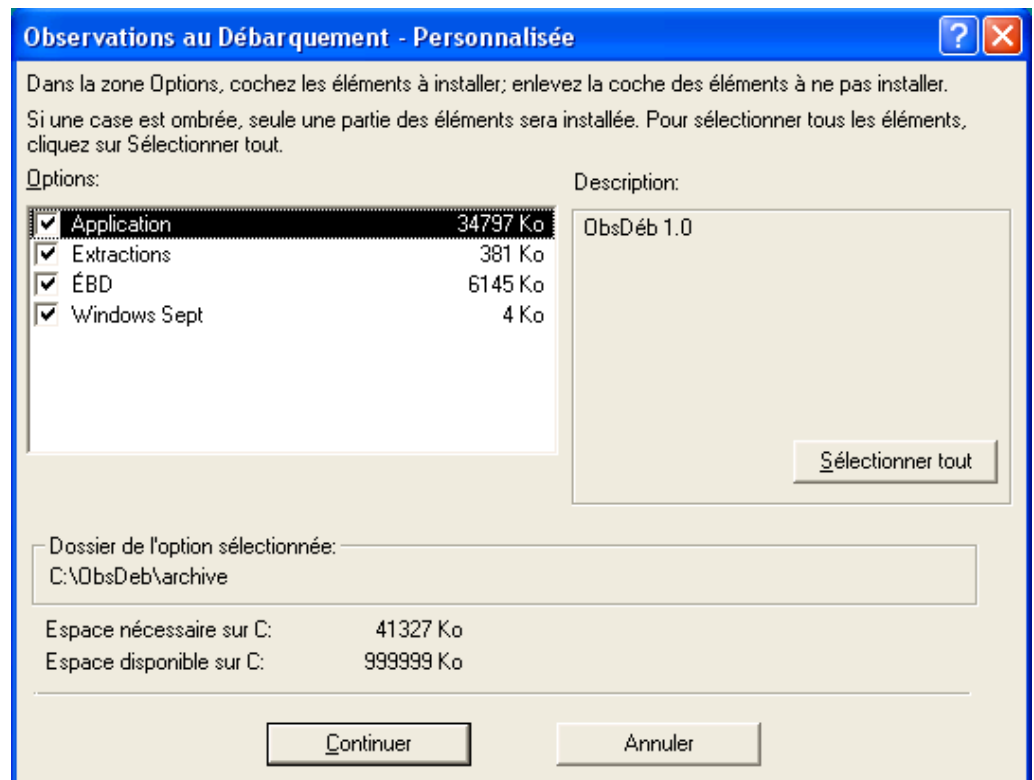 Observations au Débarquement - Personnalisée
Dans la zone Options, cochez les éléments à installer; enlevez la coche des éléments à ne pas installer.
Si une case est ombrée, seule une partie des éléments sera installée. Pour sélectionner tous les éléments,
cliquez sur Sélectionner tout.
Options:
Description:
Application 34797 Ko
Extractions 381 Ko
ÉBD 6145 Ko
Windows Sept 4 Ko
ObsDéb 1.0
Sélectionner tout
Dossier de l'option sélectionnée:
C:\ObsDeb\archive
Espace nécessaire sur C: 41327 Ko
Espace disponible sur C: 999999 Ko
Continuer
Annuler